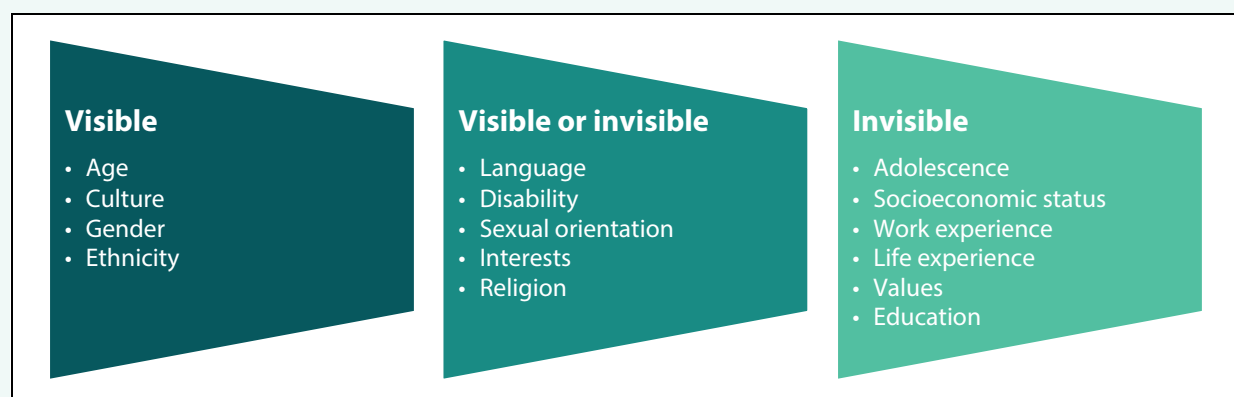 Visible
• Age
• Culture
• Gender
• Ethnicity
Visible or invisible
• Language
• Disability
• Sexual orientation
• Interests
• Religion
Invisible
• Adolescence
• Socioeconomic status
• Work experience
• Life experience
• Values
• Education